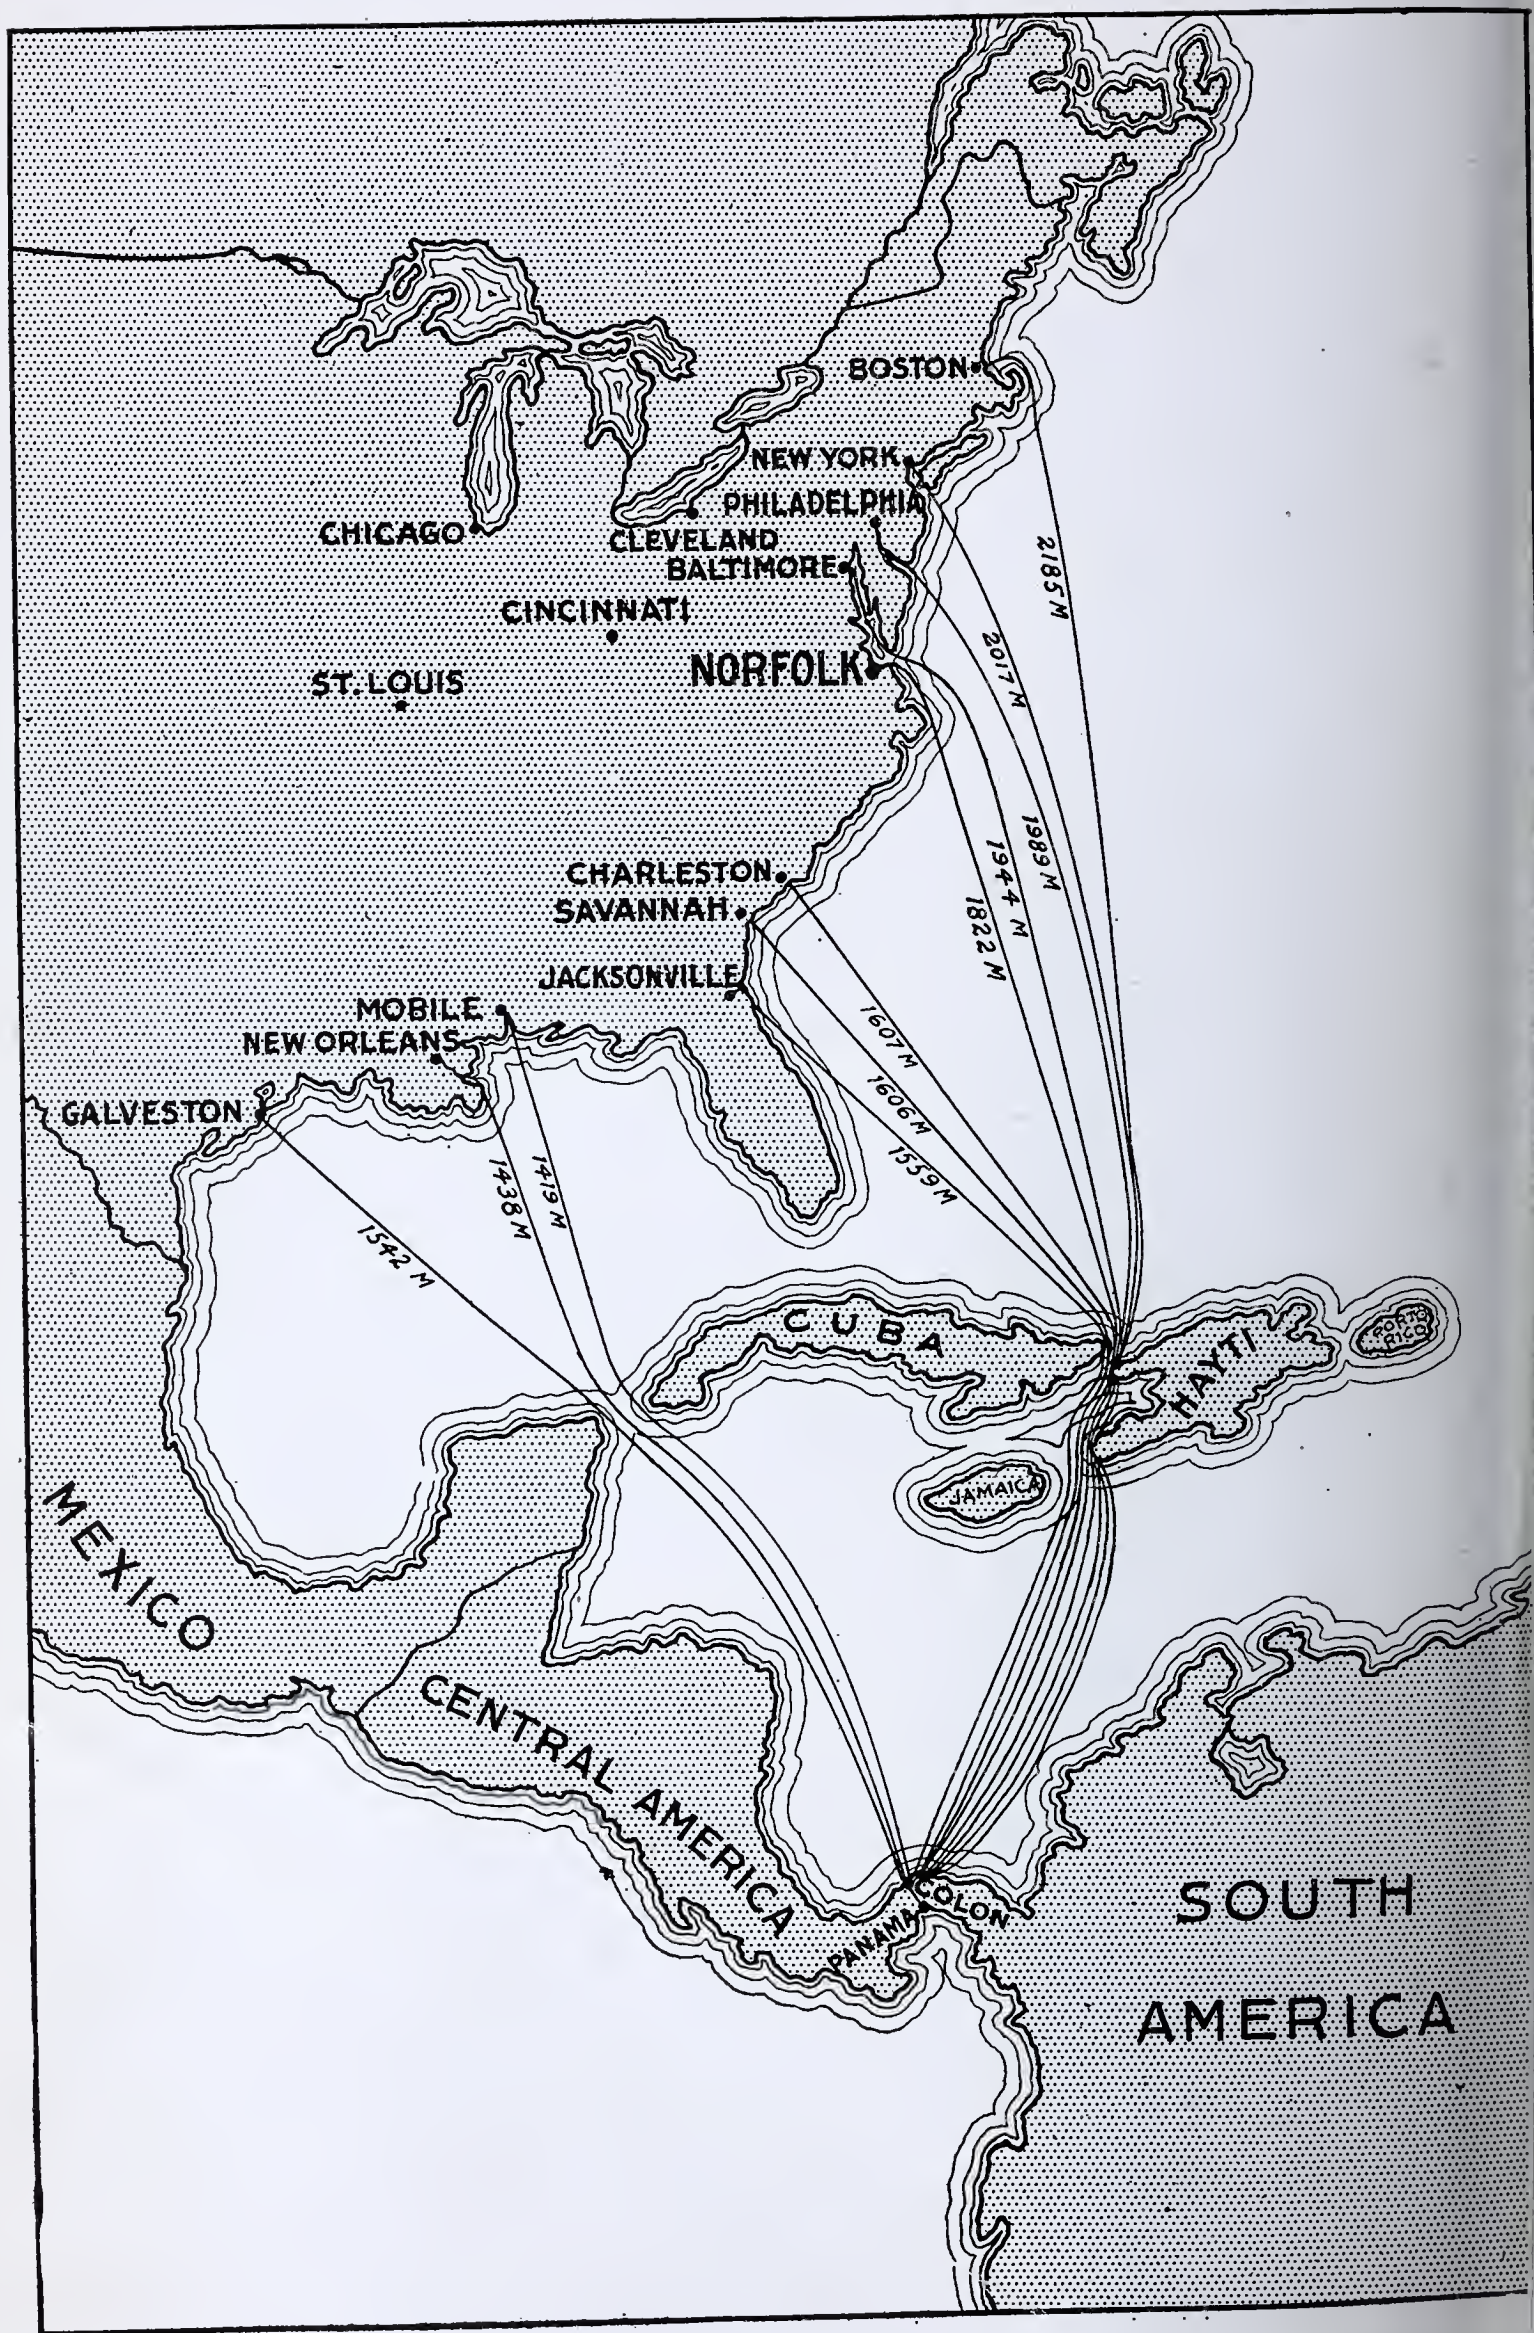 BOSTON
NEW YORK
PHILADELPHIA
CHICAGO
CLEVELAND
BALTIMORE
CINCINNATI
NORFOLK
ST. LOUIS
2185 M
2017 M
1989 M
1944 M
1822 M
CHARLESTON
SAVANNAH
JACKSONVILLE
MOBILE
NEW ORLEANS
GALVESTON
1607 M
1606 M
1559 M
1419 M
1438 M
1542 M
CUBA
HAYTI
PORTO
RICO
JAMAICA
MEXICO
CENTRAL AMERICA
COLON
PANAMA
SOUTH
AMERICA